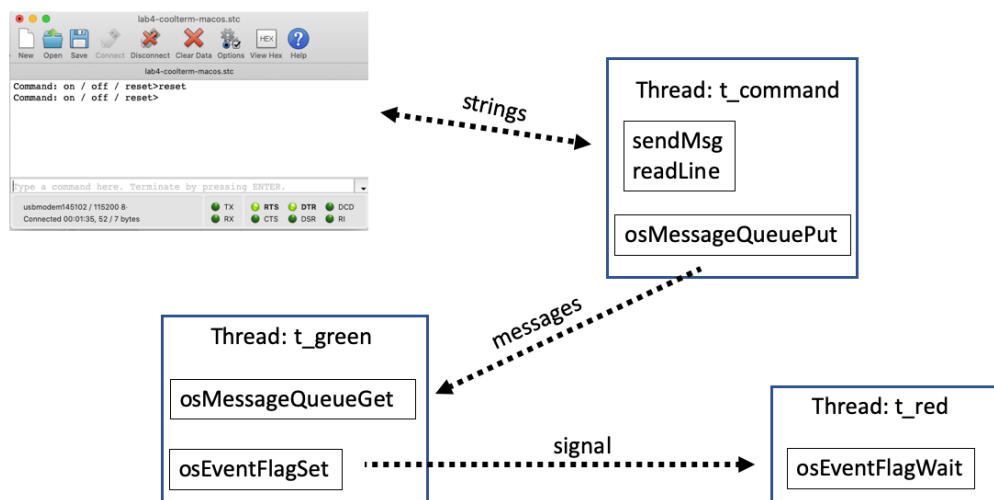 lab4-coolterm-macos.stc
New Open Save Connect Disconnect Clear Data Options View Hex Help
HEX
lab4-coolterm-macos.stc
Command: on / off / reset>reset
Command: on / off / reset>
Type a command here. Terminate by pressing ENTER.
usbmodem145102 / 115200 8-
Connected 00:01:35, 52 / 7 bytes
TX RTS DTR DCD
RX CTS DSR RI
strings
Thread: t_command
sendMsg
readLine
osMessageQueuePut
messages
Thread: t_green
osMessageQueueGet
osEventFlagSet
signal
Thread: t_red
osEventFlagWait